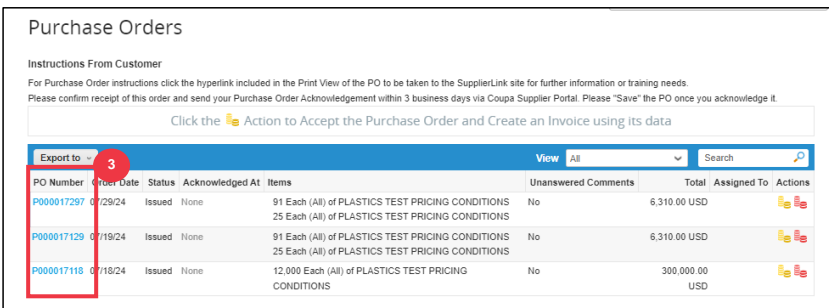 Purchase Orders
Instructions From Customer
For Purchase Order instructions click the hyperlink included in the Print View of the PO to be taken to the SupplierLink site for further information or training needs.
Please confirm receipt of this order and send your Purchase Order Acknowledgement within 3 business days via Coupa Supplier Portal. Please "Save" the PO once you acknowledge it.
Click the Action to Accept the Purchase Order and Create an Invoice using its data
Export to 3 View All Search
PO Number Order Date Status Acknowledged At Items Unanswered Comments Total Assigned To Actions
P000017297 07/29/24 Issued None 91 Each (All) of PLASTICS TEST PRICING CONDITIONS No 6,310.00 USD
25 Each (All) of PLASTICS TEST PRICING CONDITIONS
P000017129 07/19/24 Issued None 91 Each (All) of PLASTICS TEST PRICING CONDITIONS No 6,310.00 USD
25 Each (All) of PLASTICS TEST PRICING CONDITIONS
P000017118 07/18/24 Issued None 12,000 Each (All) of PLASTICS TEST PRICING No 300,000.00
CONDITIONS USD